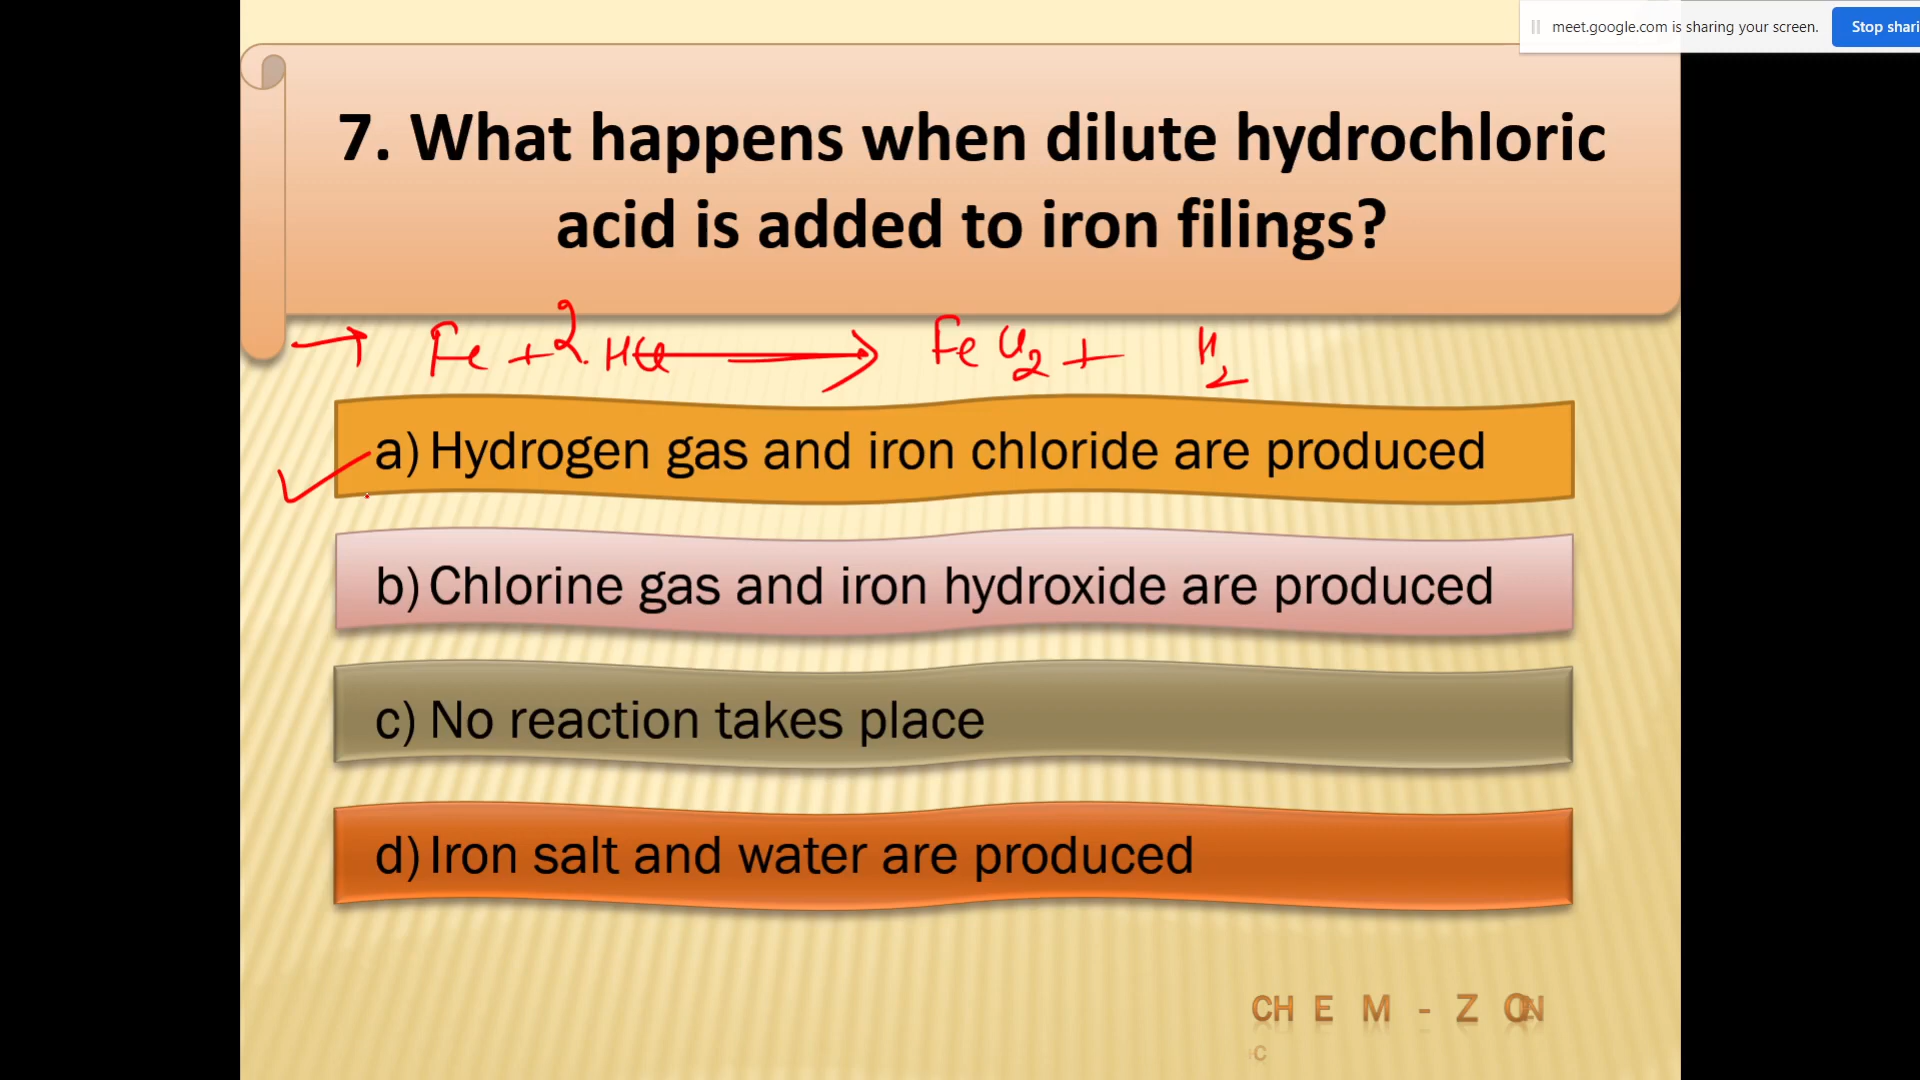 meet.google.com is sharing your screen.
Stop shari
7. What happens when dilute hydrochloric
acid is added to iron filings?
→ Fe + 2 HCl → FeCl2 + H2
a) Hydrogen gas and iron chloride are produced
b) Chlorine gas and iron hydroxide are produced
c) No reaction takes place
d) Iron salt and water are produced
CHEM-ZO